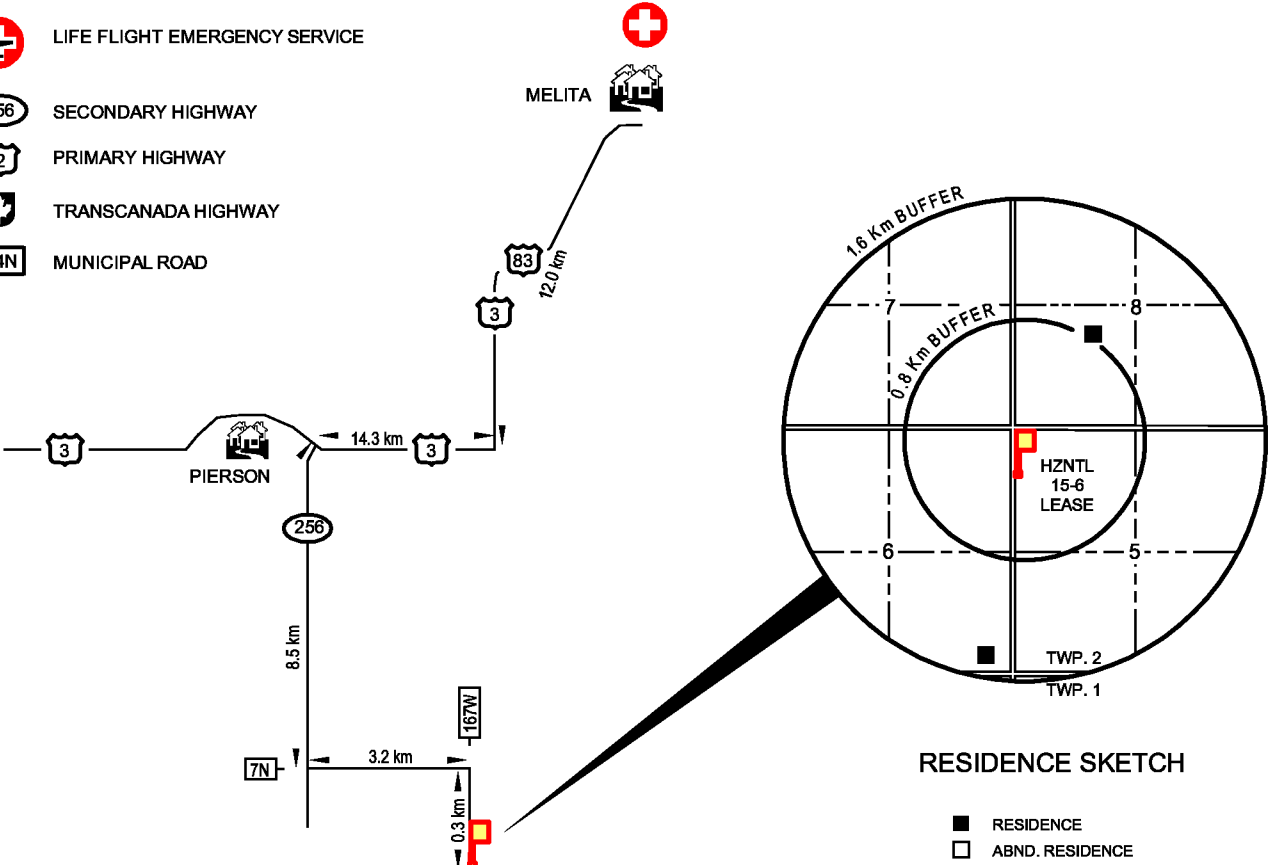 LIFE FLIGHT EMERGENCY SERVICE
SECONDARY HIGHWAY
PRIMARY HIGHWAY
TRANSCANADA HIGHWAY
MUNICIPAL ROAD
MELITA
83
12.0 km
3
3
PIERSON
14.3 km
3
256
8.5 km
167W
7N
3.2 km
0.3 km
1.6 Km BUFFER
7
8
0.8 Km BUFFER
HZNTL
15-6
LEASE
6
5
TWP. 2
TWP. 1
RESIDENCE SKETCH
RESIDENCE
ABND. RESIDENCE